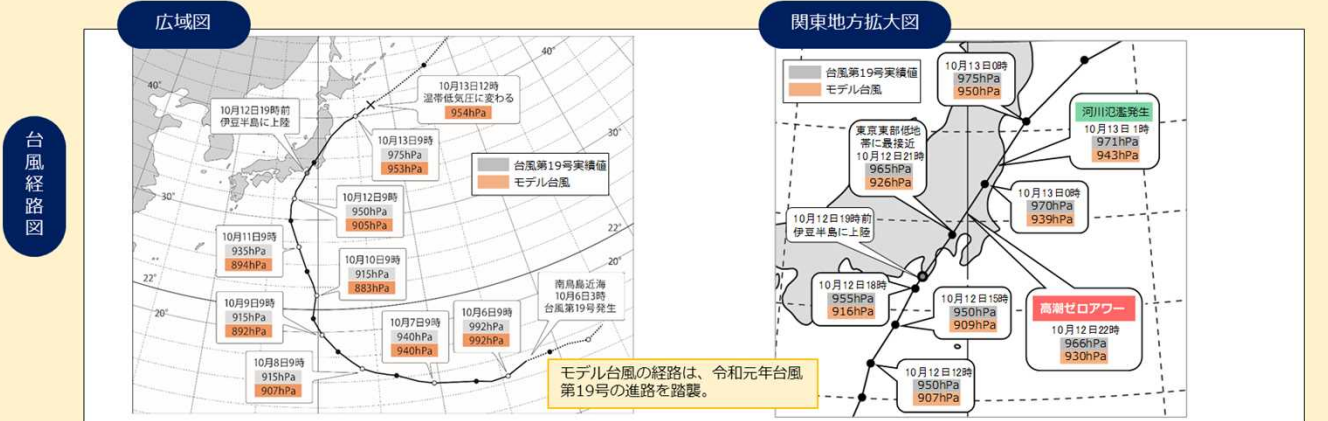 広域図
関東地方拡大図
台風経路図
40°
40°
30°
30°
22°
22°
20°
20°
10月13日12時
温帯低気圧に変わる
954hPa
10月12日19時前
伊豆半島に上陸
10月13日9時
975hPa
953hPa
台風第19号実績値
モデル台風
10月12日9時
950hPa
905hPa
10月11日9時
935hPa
894hPa
10月10日9時
915hPa
883hPa
南鳥島近海
10月6日3時
台風第19号発生
10月9日9時
915hPa
892hPa
10月7日9時
940hPa
940hPa
10月6日9時
992hPa
992hPa
10月8日9時
915hPa
907hPa
モデル台風の経路は、令和元年台風
第19号の進路を踏襲。
台風第19号実績値
モデル台風
10月13日0時
975hPa
950hPa
河川氾濫発生
10月13日 1時
971hPa
943hPa
東京東部低地
帯に最接近
10月12日21時
965hPa
926hPa
10月13日0時
970hPa
939hPa
10月12日19時前
伊豆半島に上陸
10月12日18時
955hPa
916hPa
10月12日15時
950hPa
909hPa
高潮ゼロアワー
10月12日22時
966hPa
930hPa
10月12日12時
950hPa
907hPa